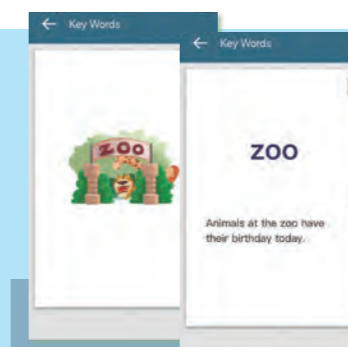 ← Key Words
ZOO
← Key Words
ZOO
Animals at the zoo have
their birthday today.